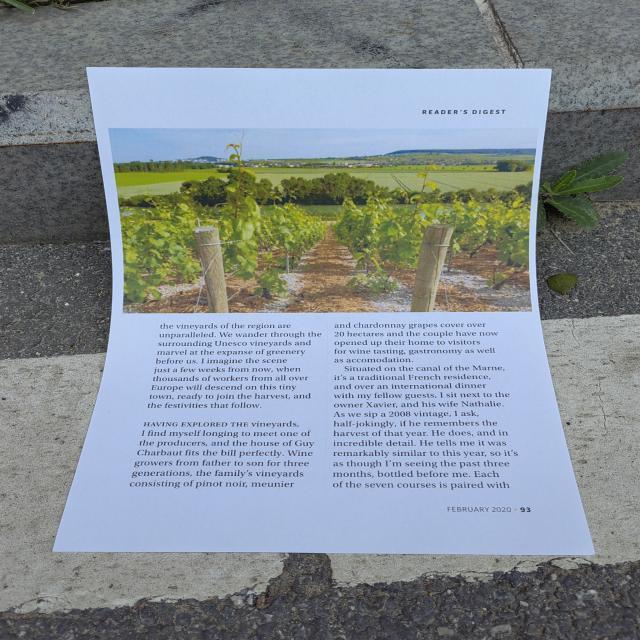 READER'S DIGEST
the vineyards of the region are
unparalleled. We wander through the
surrounding Unesco vineyards and
marvel at the expanse of greenery
before us. I imagine the scene
just a few weeks from now, when
thousands of workers from all over
Europe will descend on this tiny
town, ready to join the harvest, and
the festivities that follow.
HAVING EXPLORED THE vineyards,
I find myself longing to meet one of
the producers, and the house of Guy
Charbaut fits the bill perfectly. Wine
growers from father to son for three
generations, the family's vineyards
consisting of pinot noir, meunier
and chardonnay grapes cover over
20 hectares and the couple have now
opened up their home to visitors
for wine tasting, gastronomy as well
as accomodation.
Situated on the canal of the Marne,
it's a traditional French residence,
and over an international dinner
with my fellow guests, I sit next to the
owner Xavier, and his wife Nathalie.
As we sip a 2008 vintage, I ask,
half-jokingly, if he remembers the
harvest of that year. He does, and in
incredible detail. He tells me it was
remarkably similar to this year, so it's
as though I'm seeing the past three
months, bottled before me. Each
of the seven courses is paired with
FEBRUARY 2020 • 93